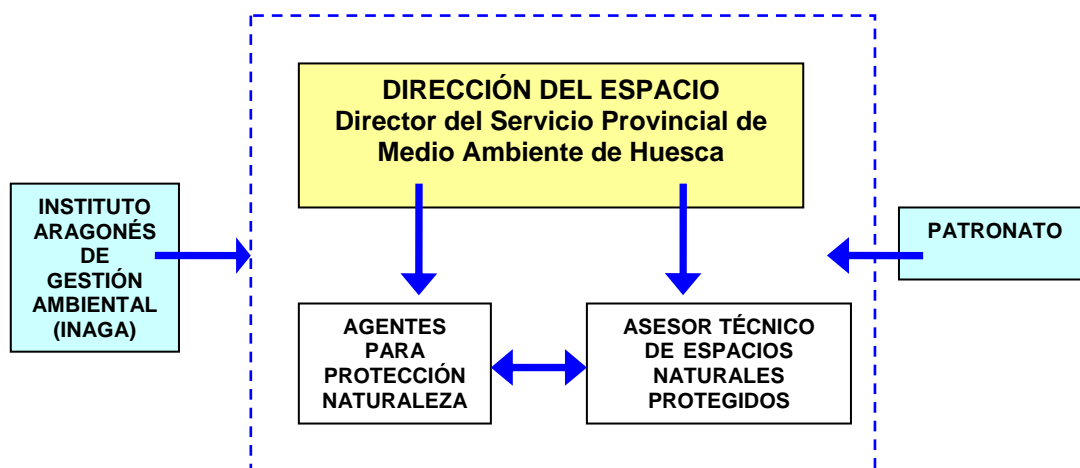 DIRECCIÓN DEL ESPACIO
Director del Servicio Provincial de
Medio Ambiente de Huesca
INSTITUTO
ARAGONÉS
DE
GESTIÓN
AMBIENTAL
(INAGA)
PATRONATO
AGENTES
PARA
PROTECCIÓN
NATURALEZA
ASESOR TÉCNICO
DE ESPACIOS
NATURALES
PROTEGIDOS